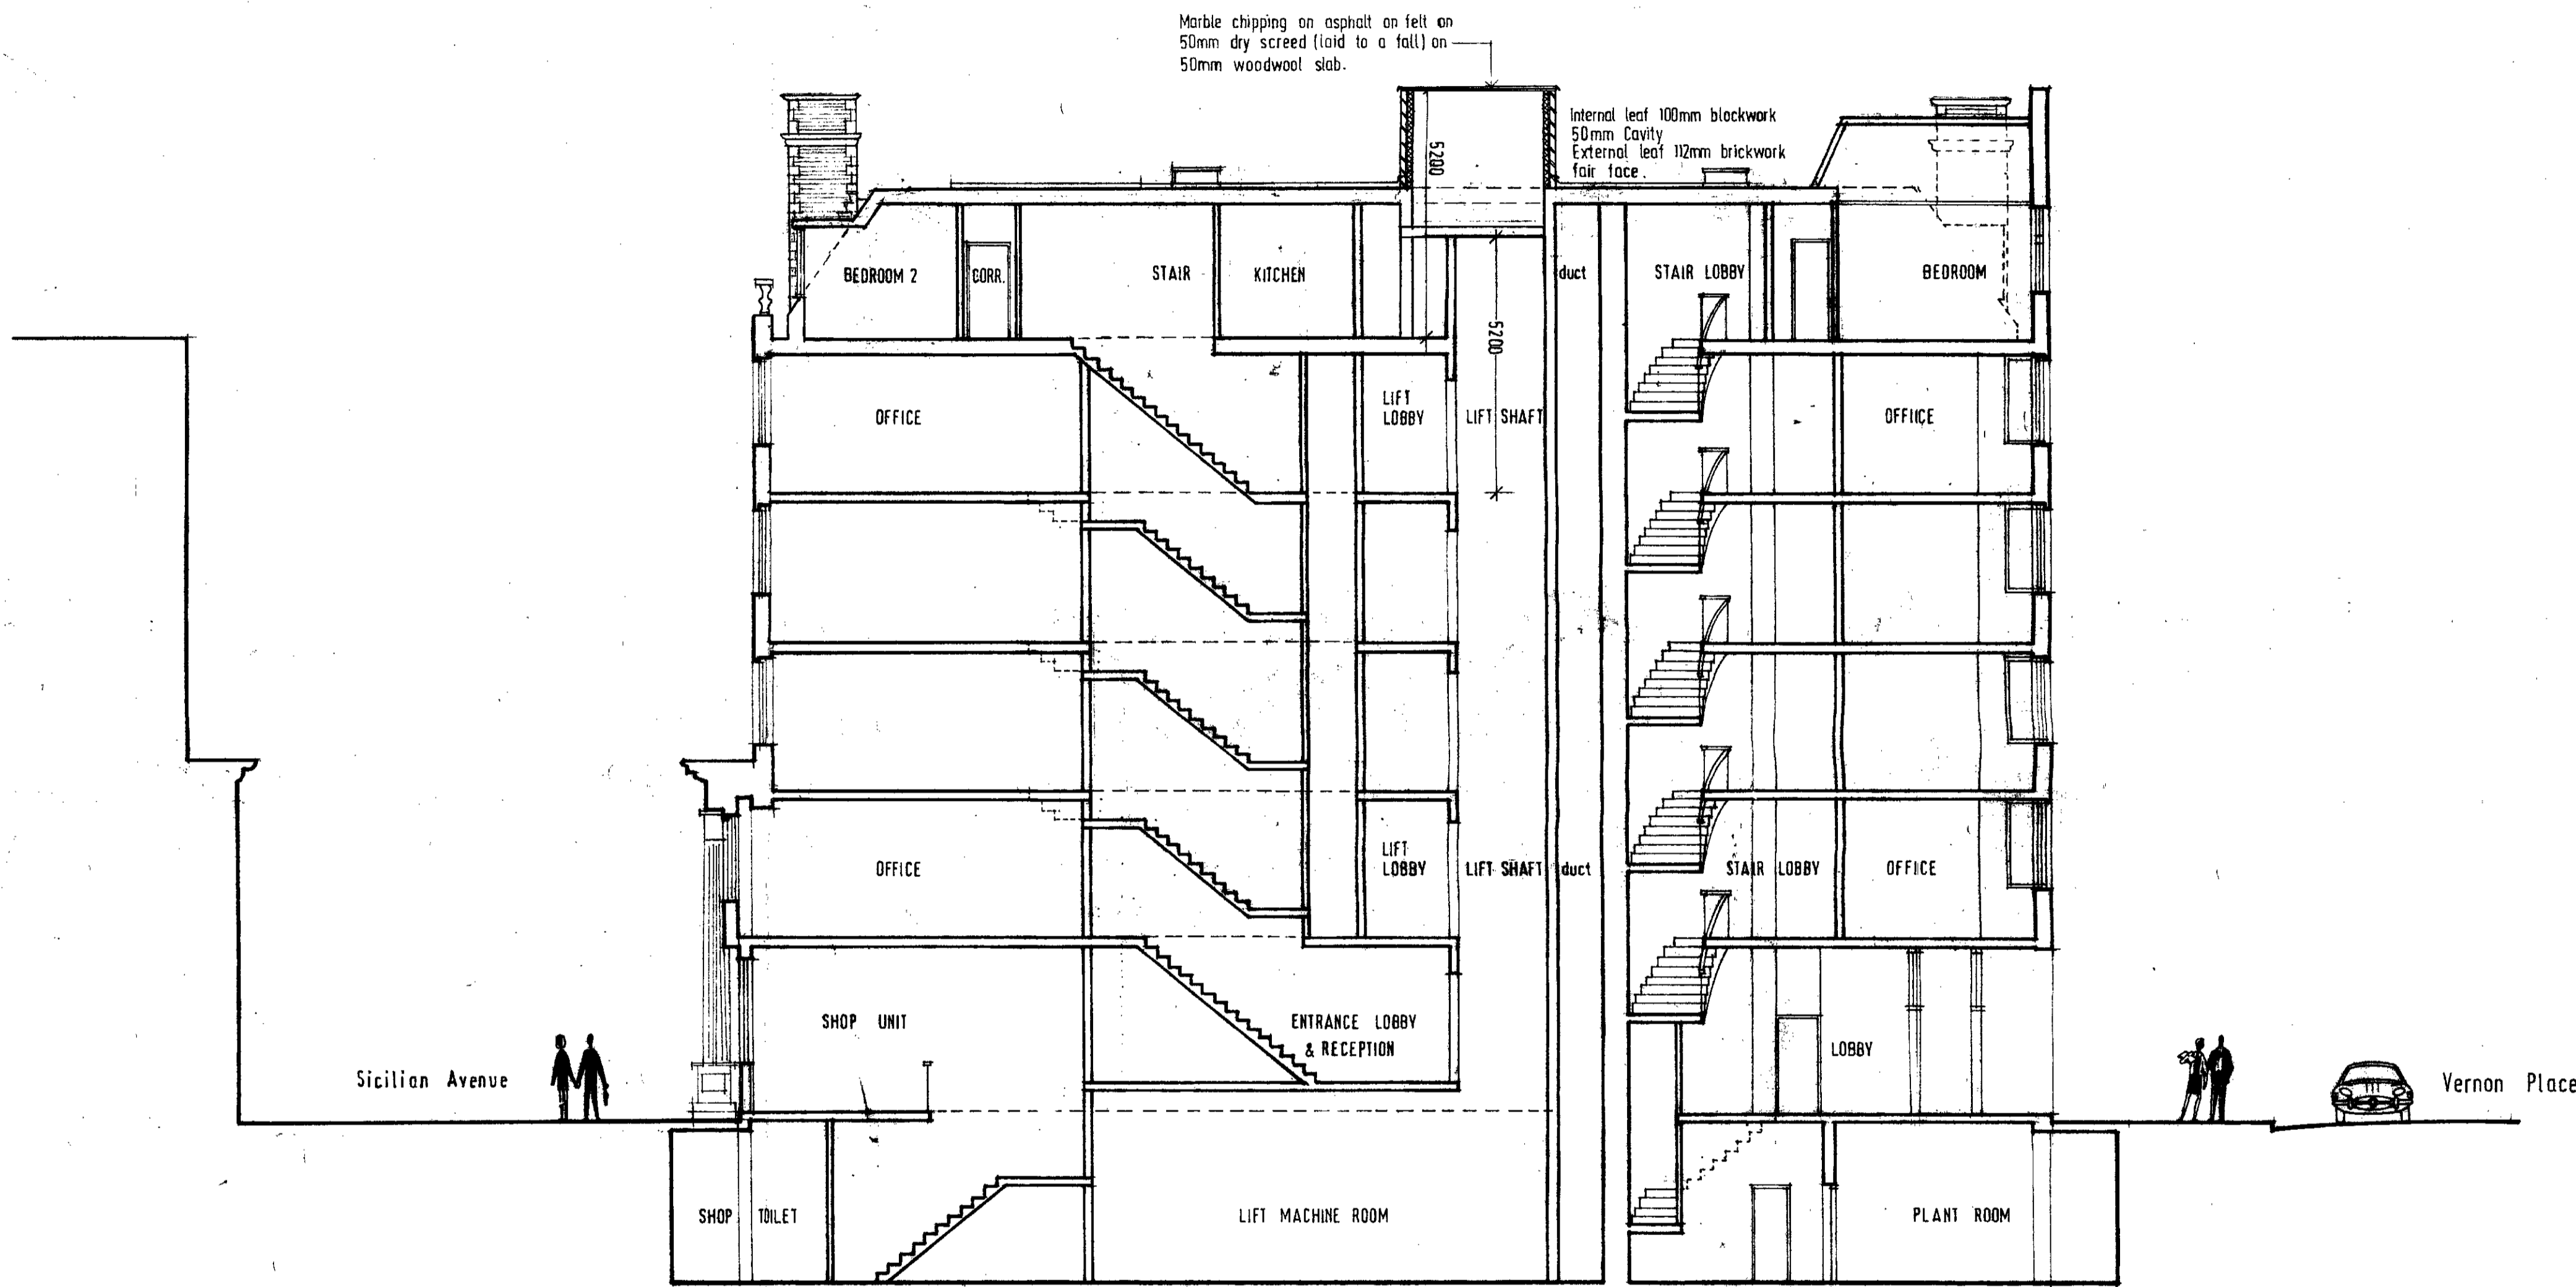 Marble chipping on asphalt on felt on
50mm dry screed (laid to a fall) on
50mm woodwool slab.
Internal leaf 100mm blockwork
50mm Cavity
External leaf 112mm brickwork
fair face.
5200
BEDROOM 2
CORR.
STAIR
KITCHEN
duct
STAIR LOBBY
BEDROOM
5200
OFFICE
LIFT
LOBBY
LIFT SHAFT
OFFIICE
OFFICE
LIFT
LOBBY
LIFT SHAFT
duct
STAIR LOBBY
OFFICE
SHOP UNIT
ENTRANCE LOBBY
& RECEPTION
LOBBY
Sicilian Avenue
Vernon Place
SHOP TOILET
LIFT MACHINE ROOM
PLANT ROOM